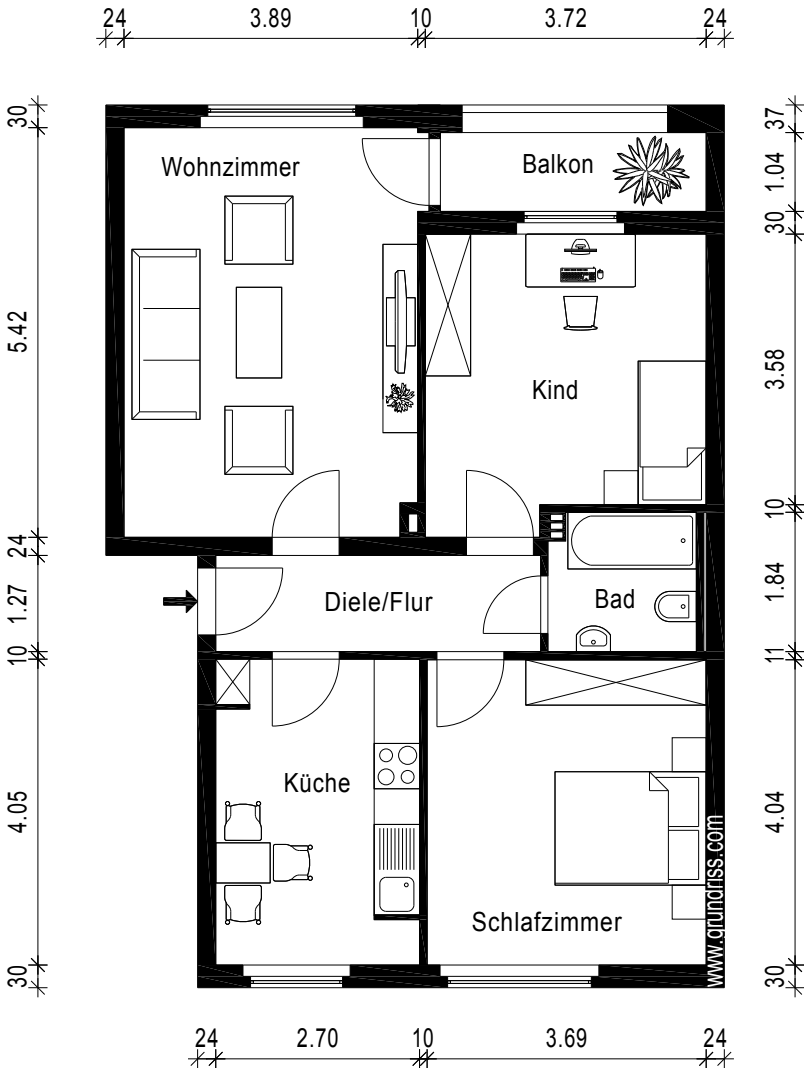 24 3.89 10 3.72 24
30
5.42
24
1.27
10
4.05
30
37
1.04
30
3.58
10
1.84
11
4.04
30
Wohnzimmer
Balkon
Kind
Diele/Flur
Bad
Küche
Schlafzimmer
www.grundriss.com
24 2.70 10 3.69 24